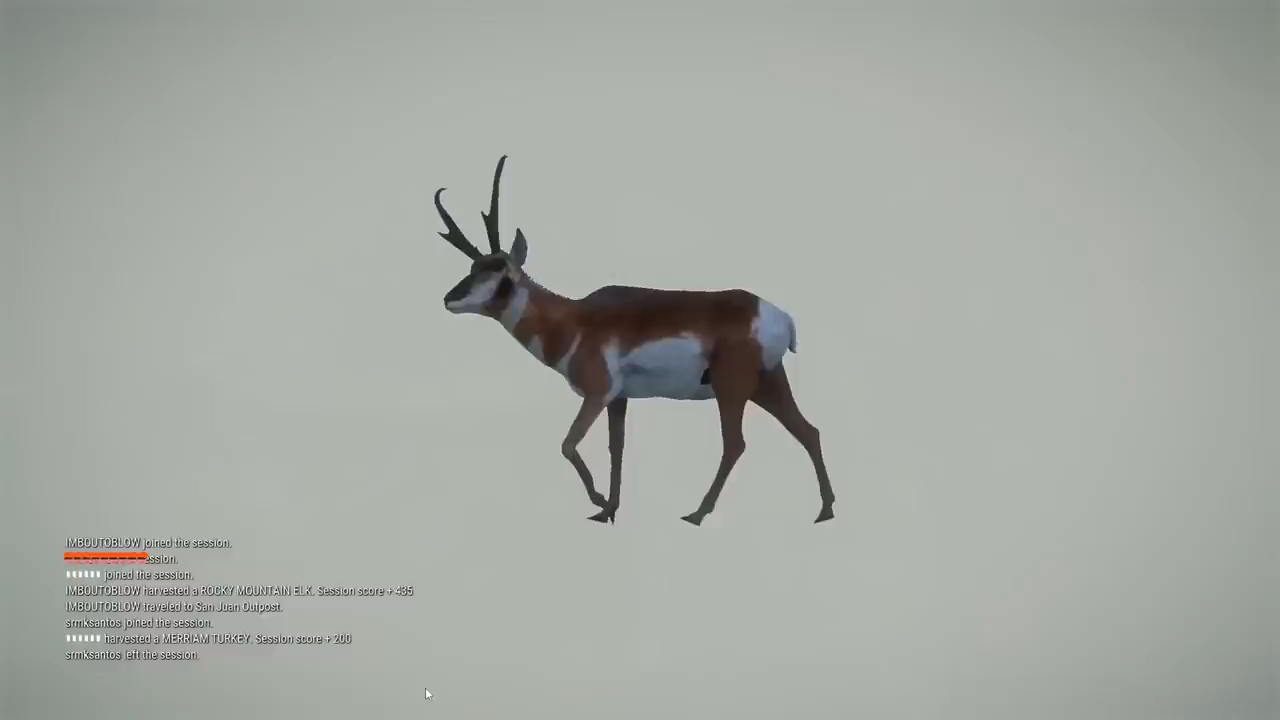 IMBOUTOBLOW joined the session.
ession.
joined the session.
IMBOUTOBLOW harvested a ROCKY MOUNTAIN ELK. Session score + 435
IMBOUTOBLOW traveled to San Juan Outpost.
srmksantos joined the session.
harvested a MERRIAM TURKEY. Session score + 200
srmksantos left the session.